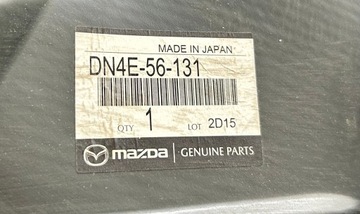 MADE IN JAPAN
DN4E-56-131
QTY 1 LOT 2D15
mazda GENUINE PARTS